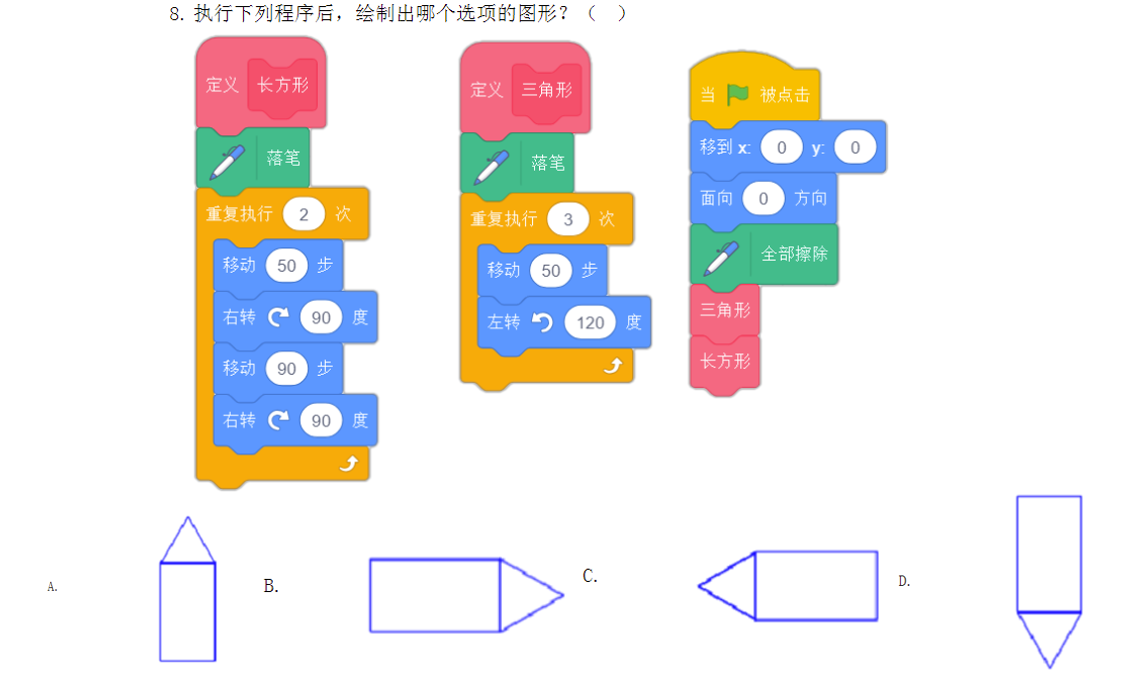 8. 执行下列程序后，绘制出哪个选项的图形？（ ）
定义 长方形
落笔
重复执行 2 次
移动 50 步
右转 90 度
移动 90 步
右转 90 度
定义 三角形
落笔
重复执行 3 次
移动 50 步
左转 120 度
当 被点击
移到 x: 0 y: 0
面向 0 方向
全部擦除
三角形
长方形
A.
B.
C.
D.